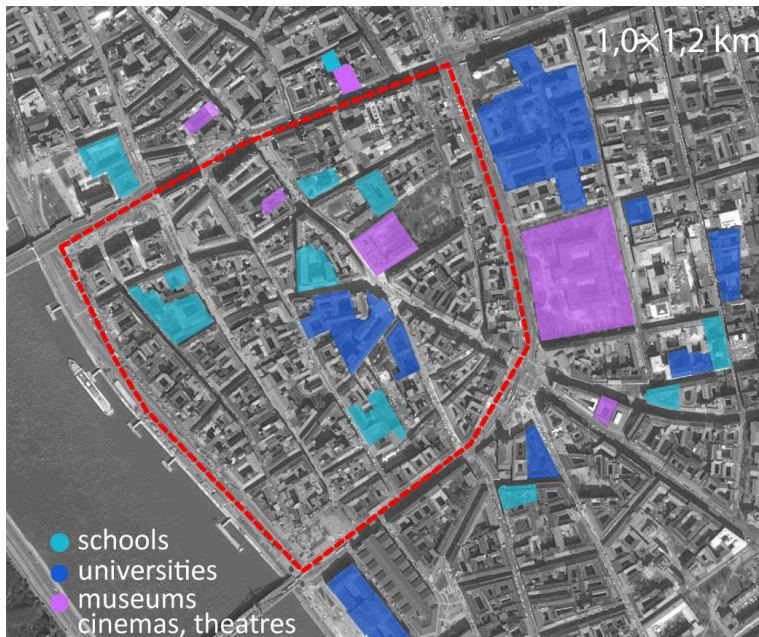 1,0×1,2 km
schools
universities
museums
cinemas, theatres